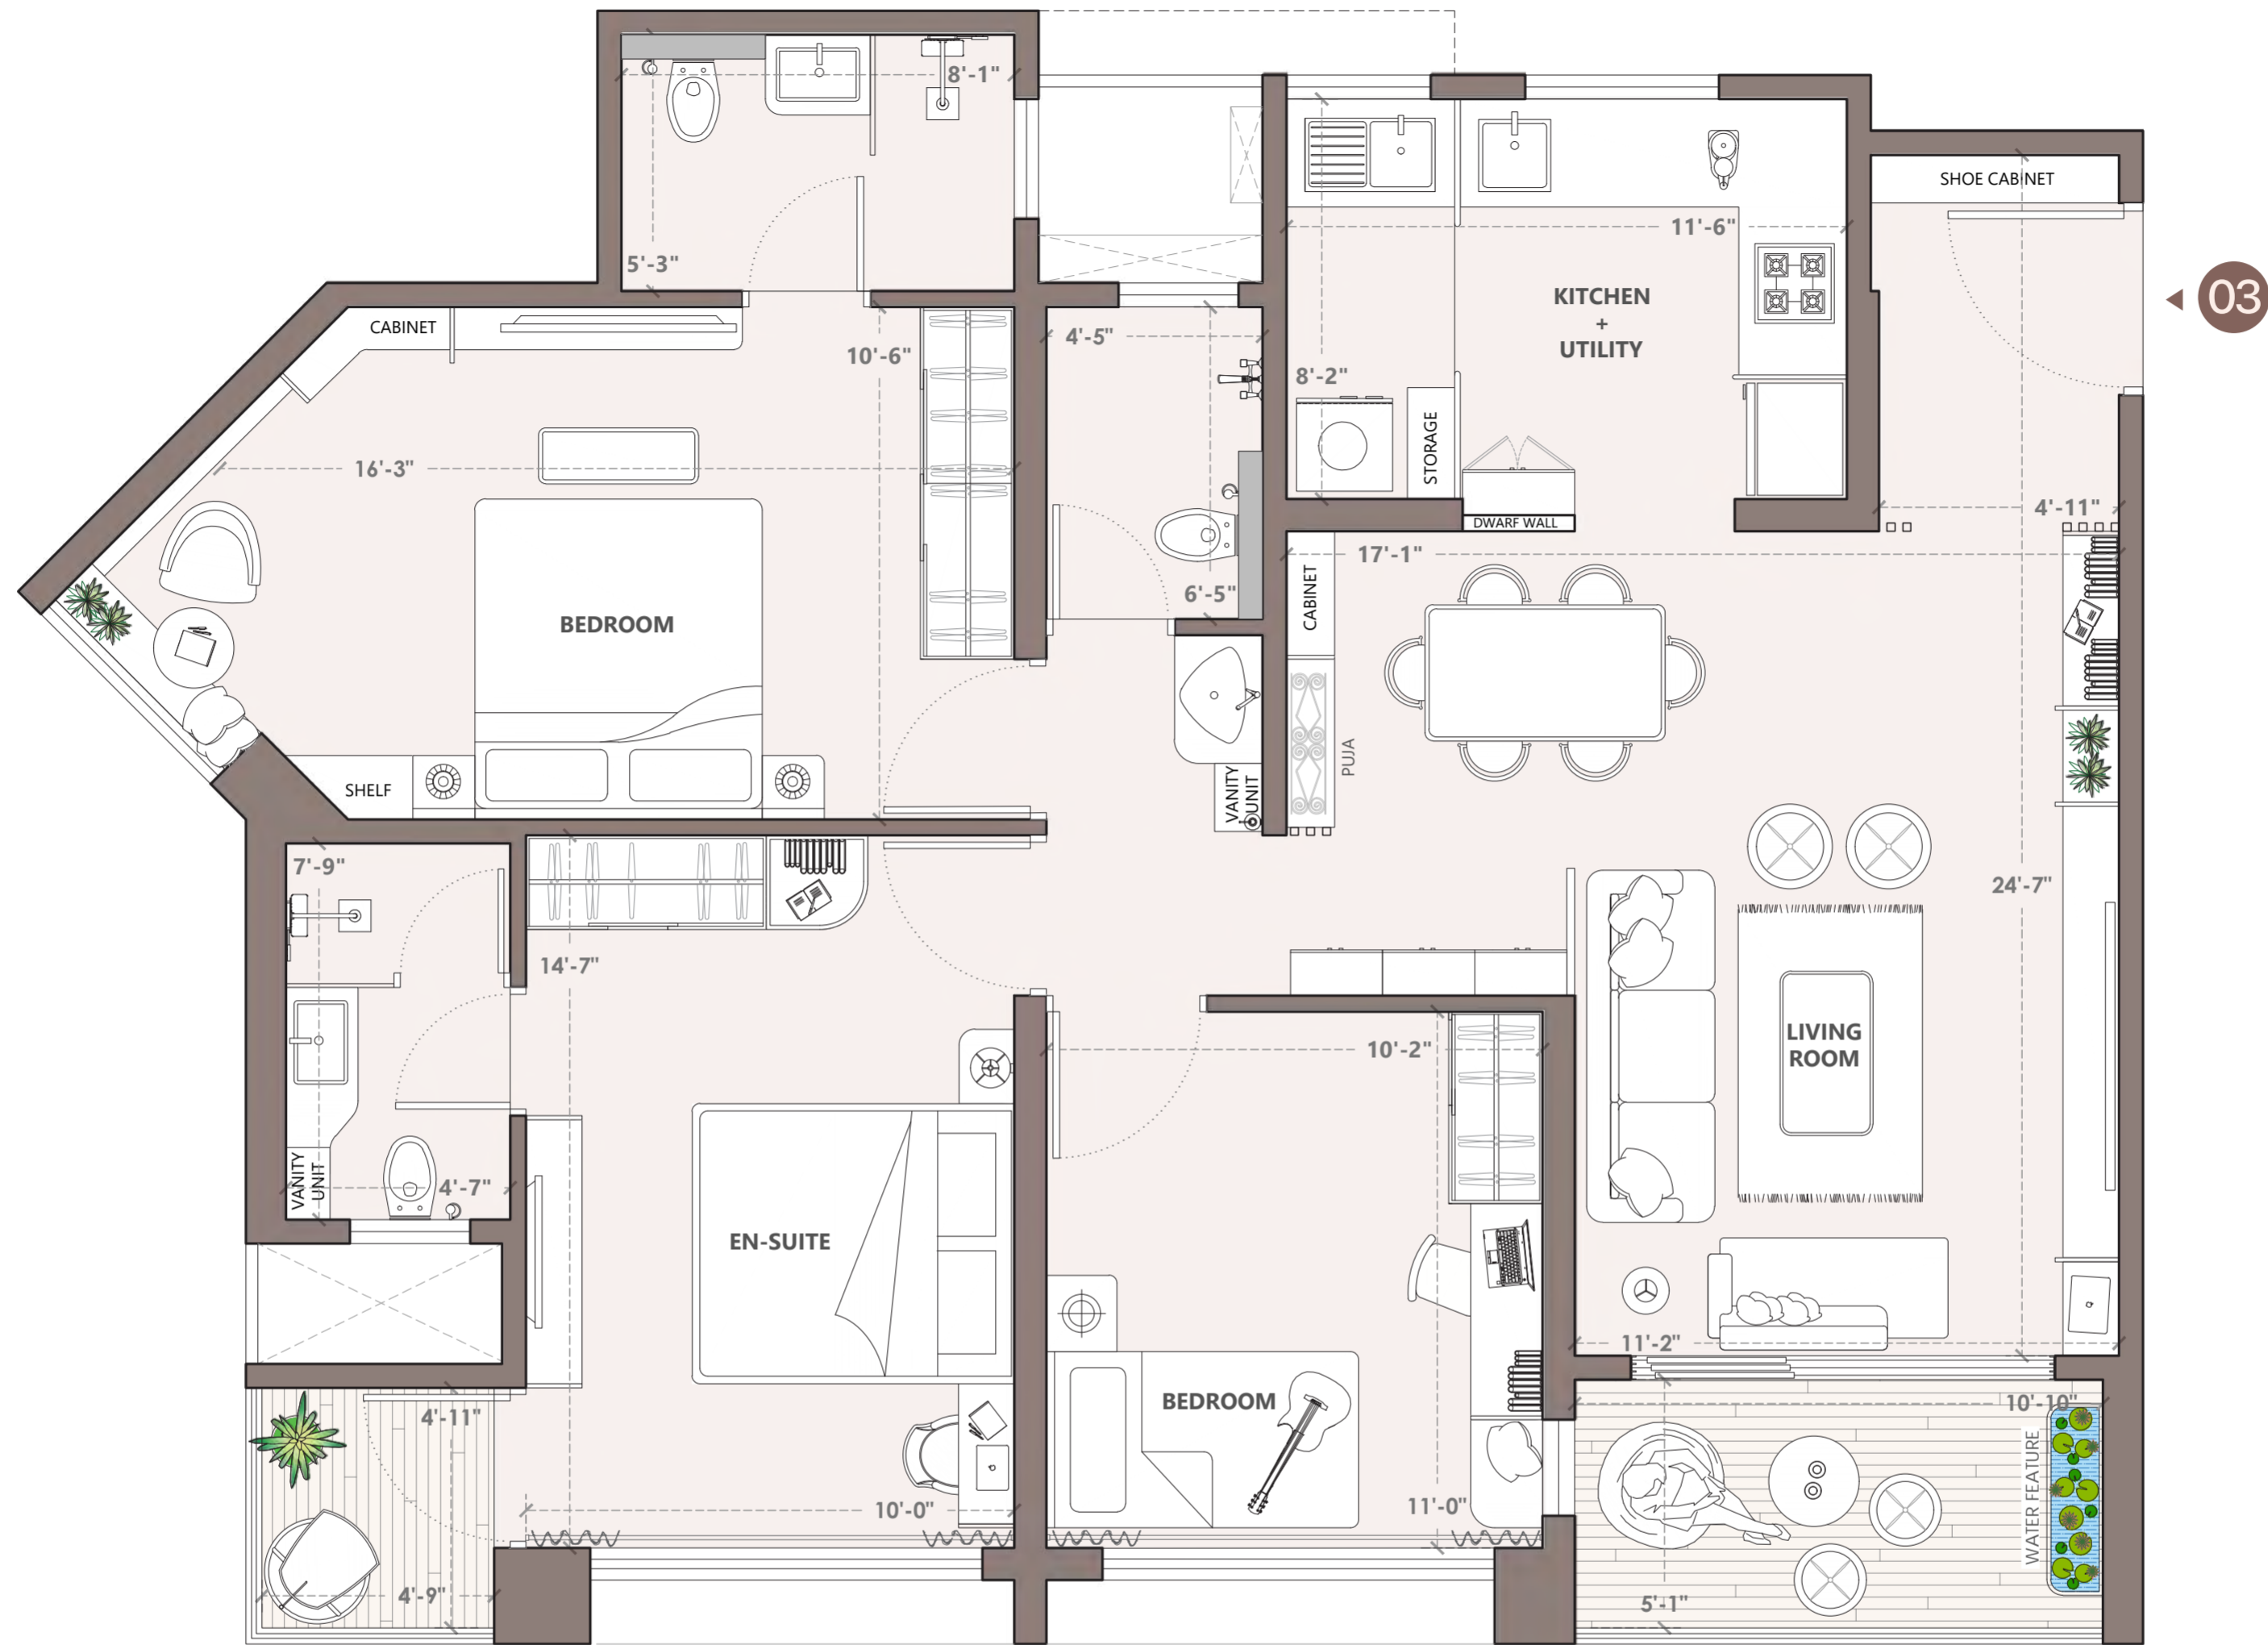 8'-1"
5'-3"
SHOE CABINET
11'-6"
KITCHEN
+
UTILITY
03
CABINET
10'-6"
4'-5"
8'-2"
STORAGE
16'-3"
4'-11"
DWARF WALL
17'-1"
CABINET
6'-5"
BEDROOM
PUJA
SHELF
VANITY
UNIT
7'-9"
24'-7"
14'-7"
10'-2"
LIVING
ROOM
VANITY
UNIT
4'-7"
EN-SUITE
11'-2"
BEDROOM
4'-11"
10'-10"
WATER FEATURE
10'-0"
11'-0"
4'-9"
5'-1"